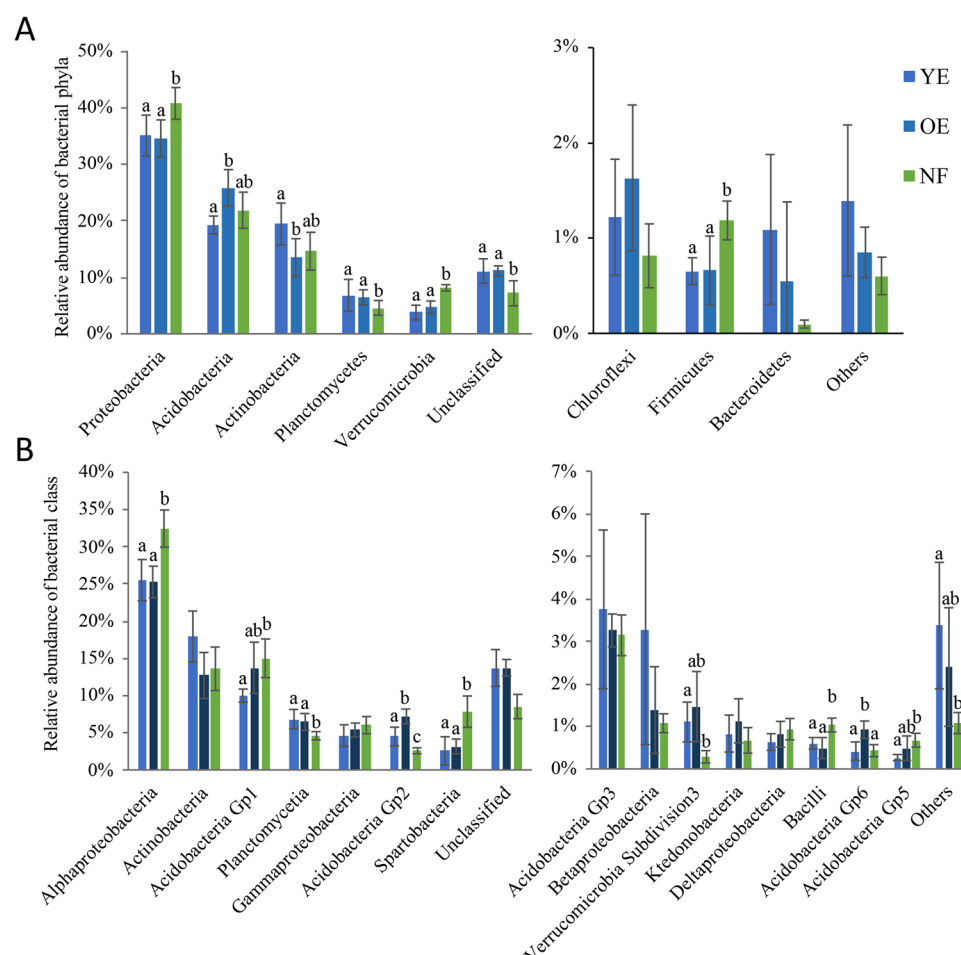 A
Relative abundance of bacterial phyla
50%
40%
30%
20%
10%
0%
a a b
a b ab
a b ab
a a b
a a b
a a b
Proteobacteria
Acidobacteria
Actinobacteria
Planctomycetes
Verrucomicrobia
Unclassified
3%
2%
1%
0%
a a b
Chloroflexi
Firmicutes
Bacteroidetes
Others
YE
OE
NF
B
Relative abundance of bacterial class
40%
35%
30%
25%
20%
15%
10%
5%
0%
a a b
a ab b
a a b
a b c
a a b
Alphaproteobacteria
Actinobacteria
Acidobacteria Gp1
Planctomycetia
Gammaproteobacteria
Acidobacteria Gp2
Spartobacteria
Unclassified
7%
6%
5%
4%
3%
2%
1%
0%
a ab b
a a b
a b a
a ab b
a ab b
Acidobacteria Gp3
Betaproteobacteria
Verrucomicrobia Subdivision3
Ktedonobacteria
Deltaproteobacteria
Bacilli
Acidobacteria Gp6
Acidobacteria Gp5
Others